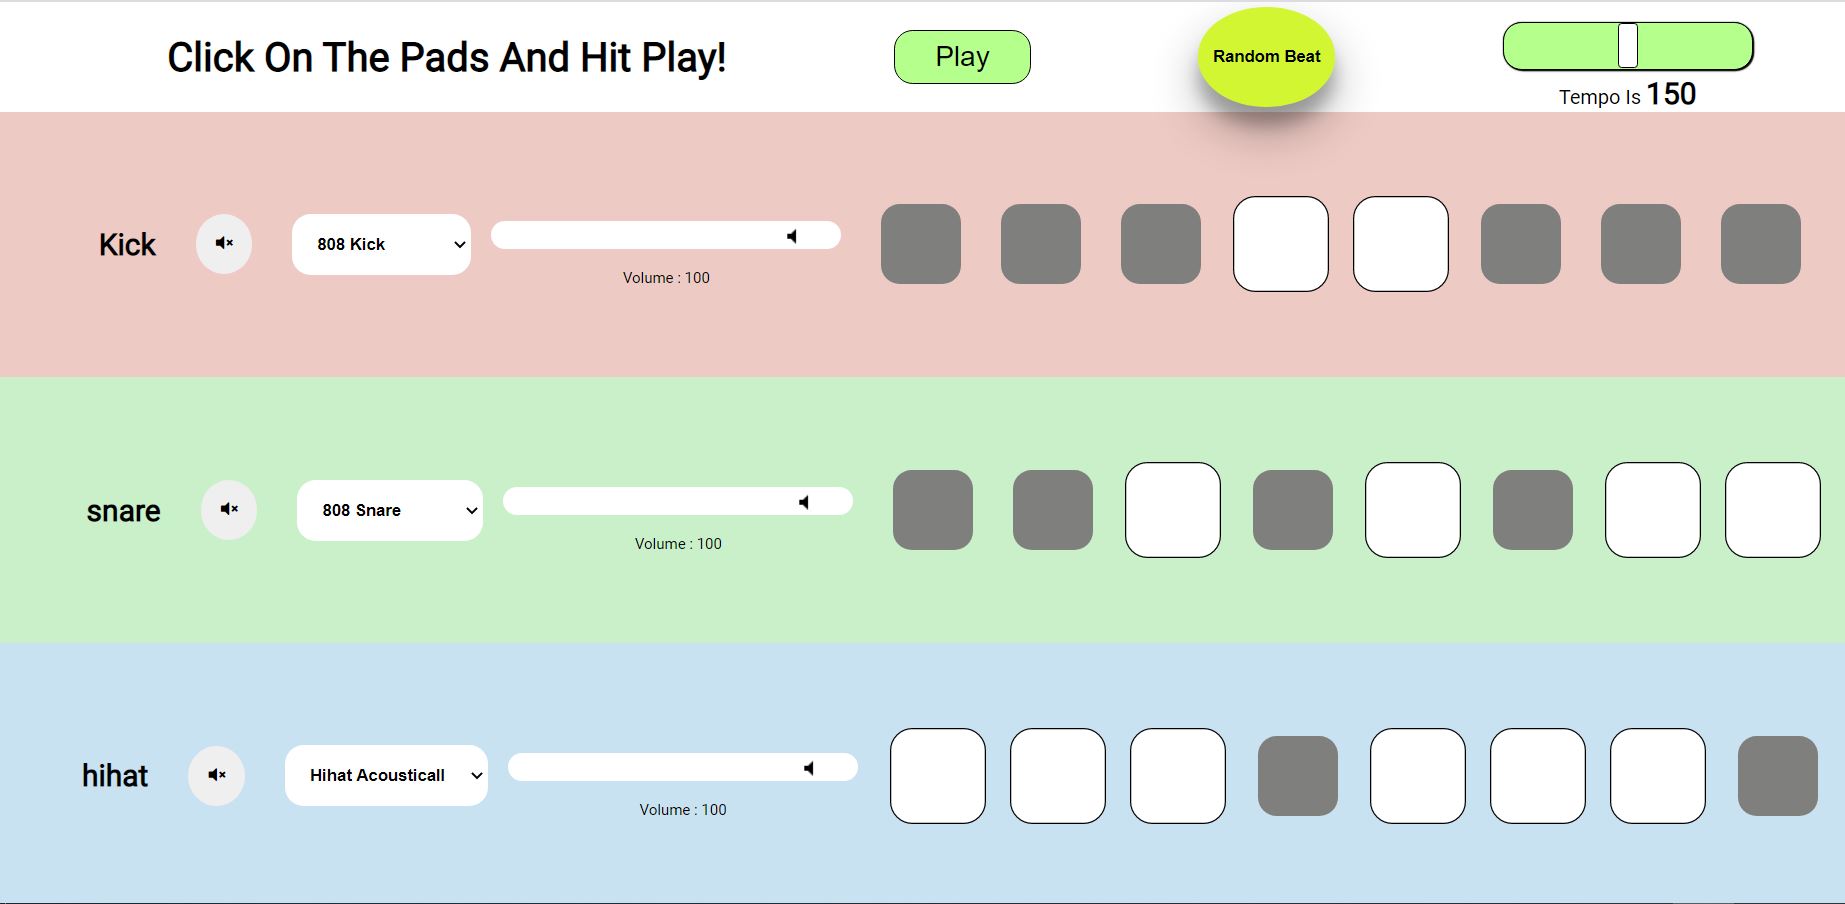 Click On The Pads And Hit Play!
Play
Random Beat
Tempo Is 150
Kick
808 Kick
Volume : 100
snare
808 Snare
Volume : 100
hihat
Hihat Acousticall
Volume : 100